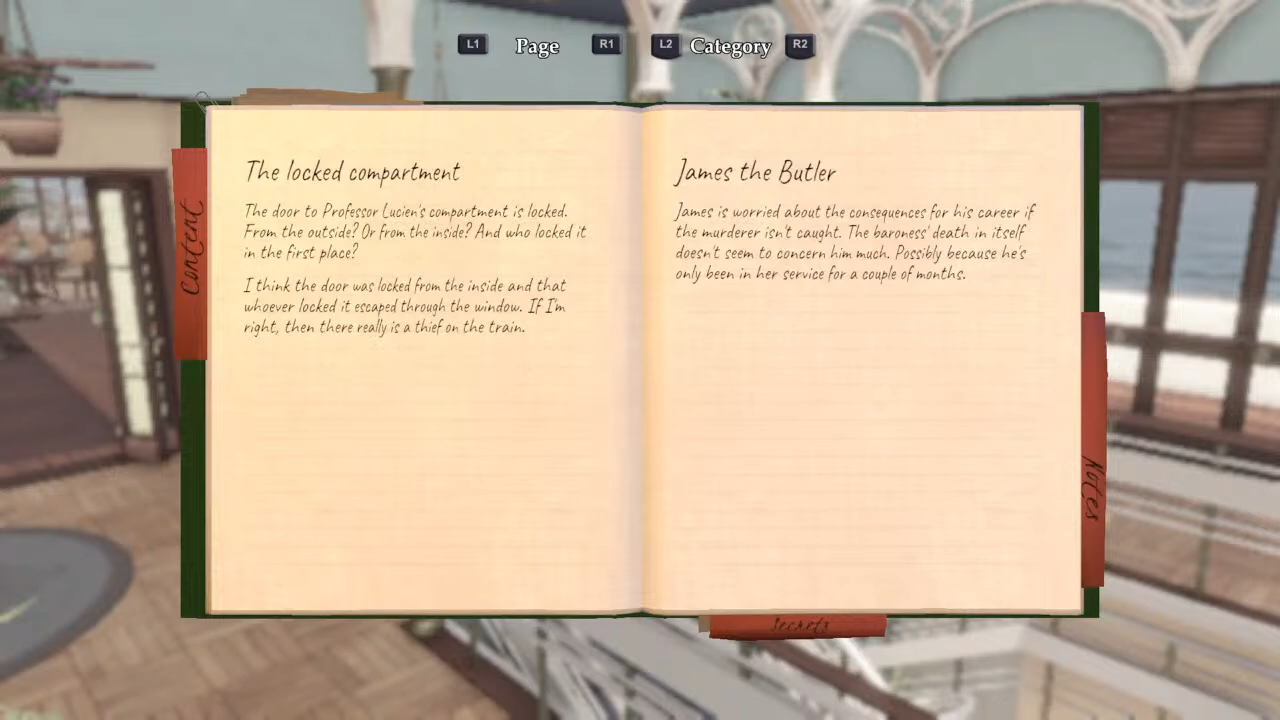 L1 Page R1 L2 Category R2
content
The locked compartment
The door to Professor Lucien's compartment is locked.
From the outside? Or from the inside? And who locked it
in the first place?
I think the door was locked from the inside and that
whoever locked it escaped through the window. If I'm
right, then there really is a thief on the train.
James the Butler
James is worried about the consequences for his career if
the murderer isn't caught. The baroness' death in itself
doesn't seem to concern him much. Possibly because he's
only been in her service for a couple of months.
Notes
Secrets